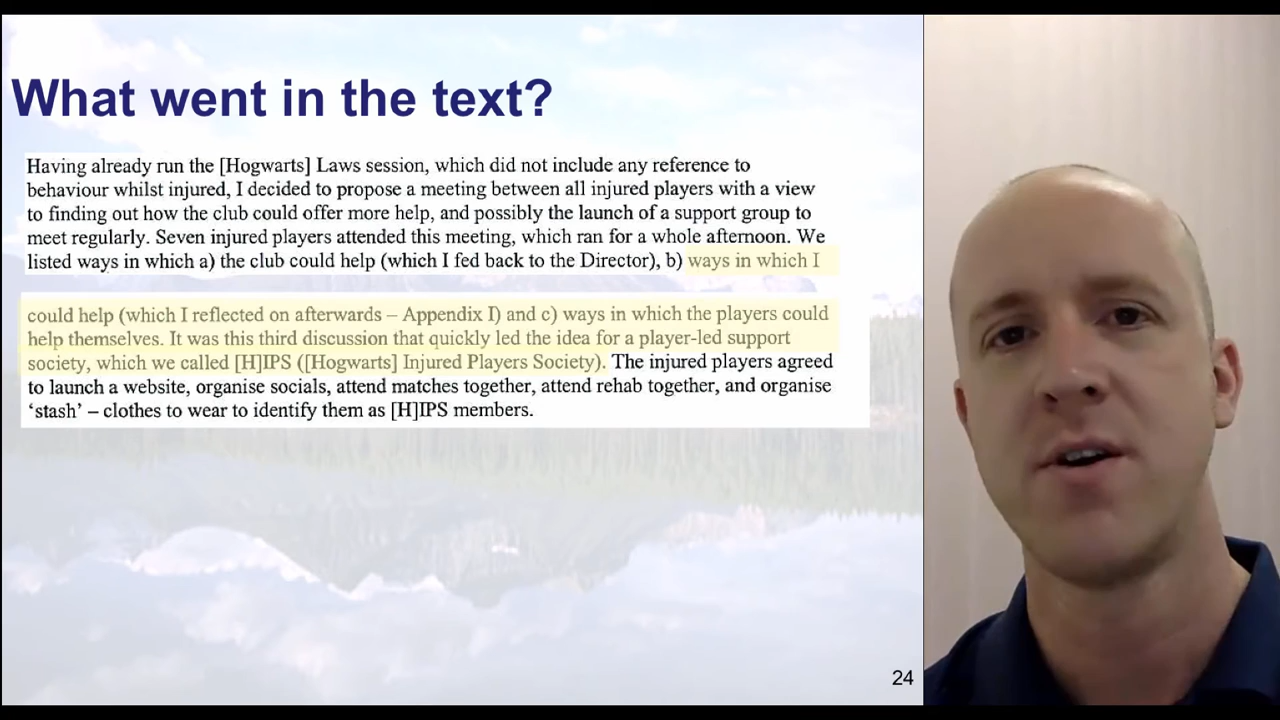 What went in the text?
Having already run the [Hogwarts] Laws session, which did not include any reference to
behaviour whilst injured, I decided to propose a meeting between all injured players with a view
to finding out how the club could offer more help, and possibly the launch of a support group to
meet regularly. Seven injured players attended this meeting, which ran for a whole afternoon. We
listed ways in which a) the club could help (which I fed back to the Director), b) ways in which I
could help (which I reflected on afterwards – Appendix I) and c) ways in which the players could
help themselves. It was this third discussion that quickly led the idea for a player-led support
society, which we called [H]IPS ([Hogwarts] Injured Players Society). The injured players agreed
to launch a website, organise socials, attend matches together, attend rehab together, and organise
‘stash’ – clothes to wear to identify them as [H]IPS members.
24